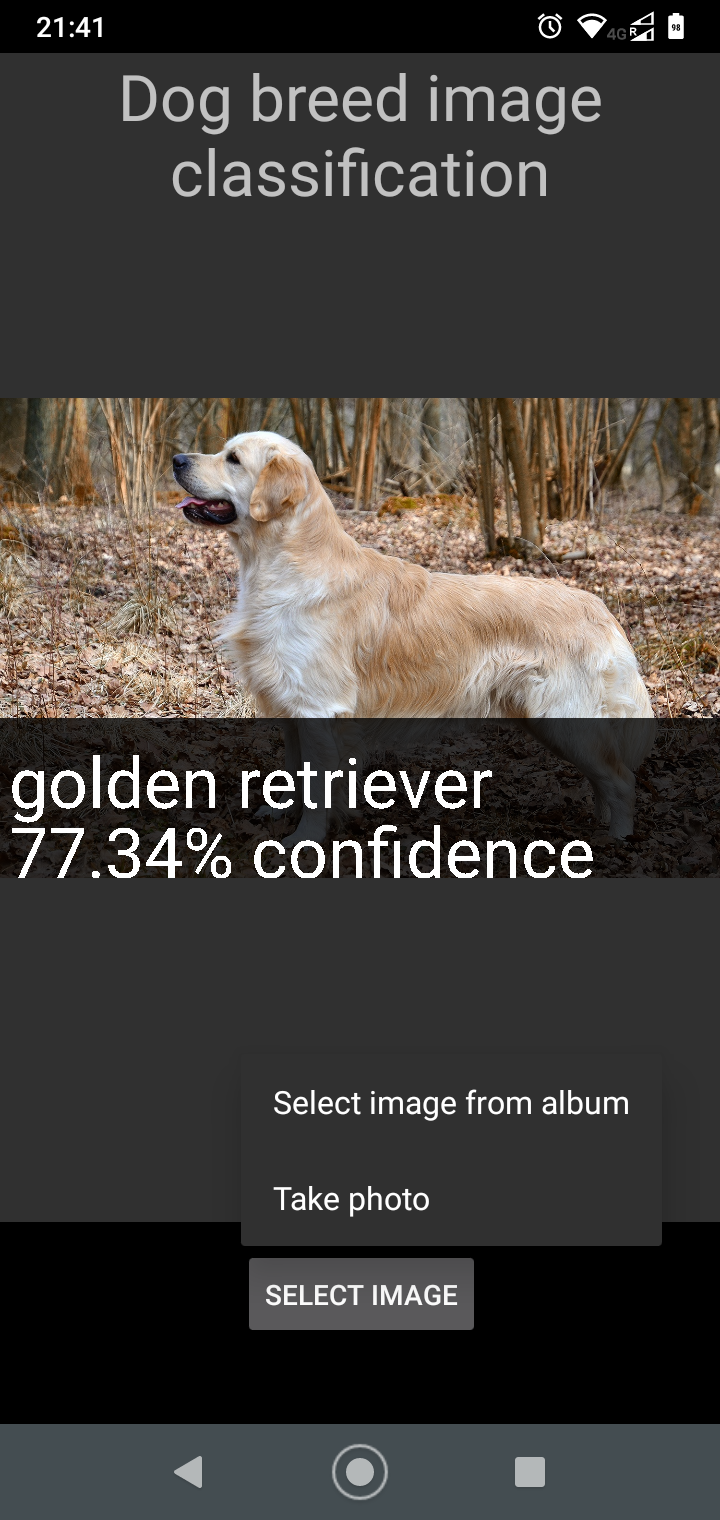 21:41
4G R 98
Dog breed image
classification
golden retriever
77.34% confidence
Select image from album
Take photo
SELECT IMAGE